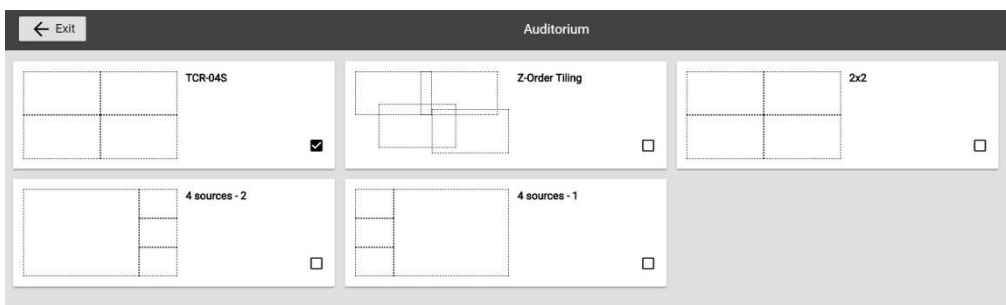 Exit
Auditorium
TCR-04S
Z-Order Tiling
2x2
4 sources - 2
4 sources - 1